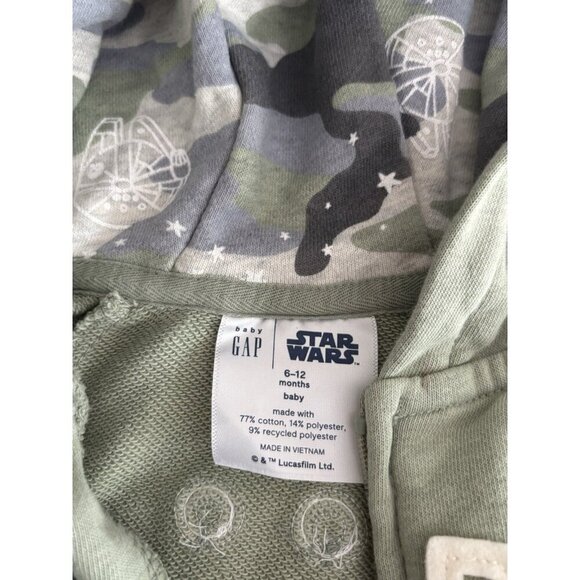 baby
GAP
STAR
WARS™
6–12
months
baby
made with
77% cotton, 14% polyester,
9% recycled polyester
MADE IN VIETNAM
© & ™ Lucasfilm Ltd.